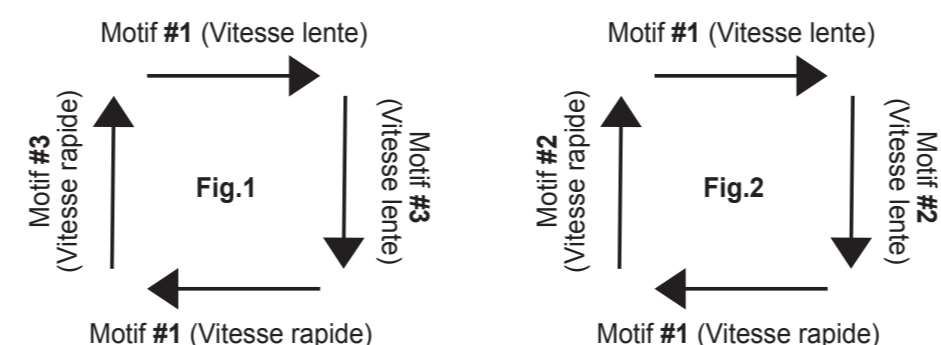 Motif #1 (Vitesse lente)
Motif #3
(Vitesse rapide)
Fig.1
Motif #3
(Vitesse lente)
Motif #1 (Vitesse rapide)
Motif #1 (Vitesse lente)
Motif #2
(Vitesse rapide)
Fig.2
Motif #2
(Vitesse lente)
Motif #1 (Vitesse rapide)